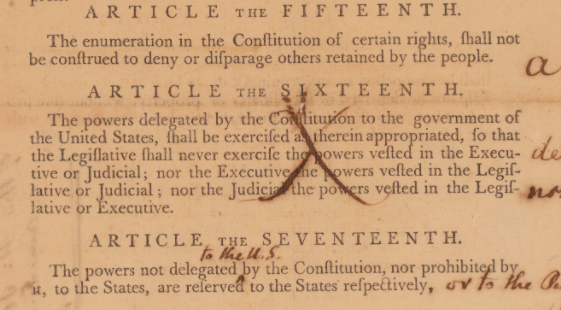 ARTICLE THE FIFTEENTH.
The enumeration in the Conſtitution of certain rights, ſhall not
be conſtrued to deny or diſparage others retained by the people.
a
ARTICLE THE SIXTEENTH.
The powers delegated by the Conſtitution to the government of
the United States, ſhall be exerciſed as therein appropriated, ſo that
the Legiſlative ſhall never exerciſe the powers veſted in the Execu-
de
tive or Judicial; nor the Executive the powers veſted in the Legiſ-
lative or Judicial; nor the Judicial the powers veſted in the Legiſ-
lative or Executive.
ARTICLE THE SEVENTEENTH.
to the U.S.
The powers not delegated by the Conſtitution, nor prohibited by
it, to the States, are reſerved to the States reſpectively, or to the